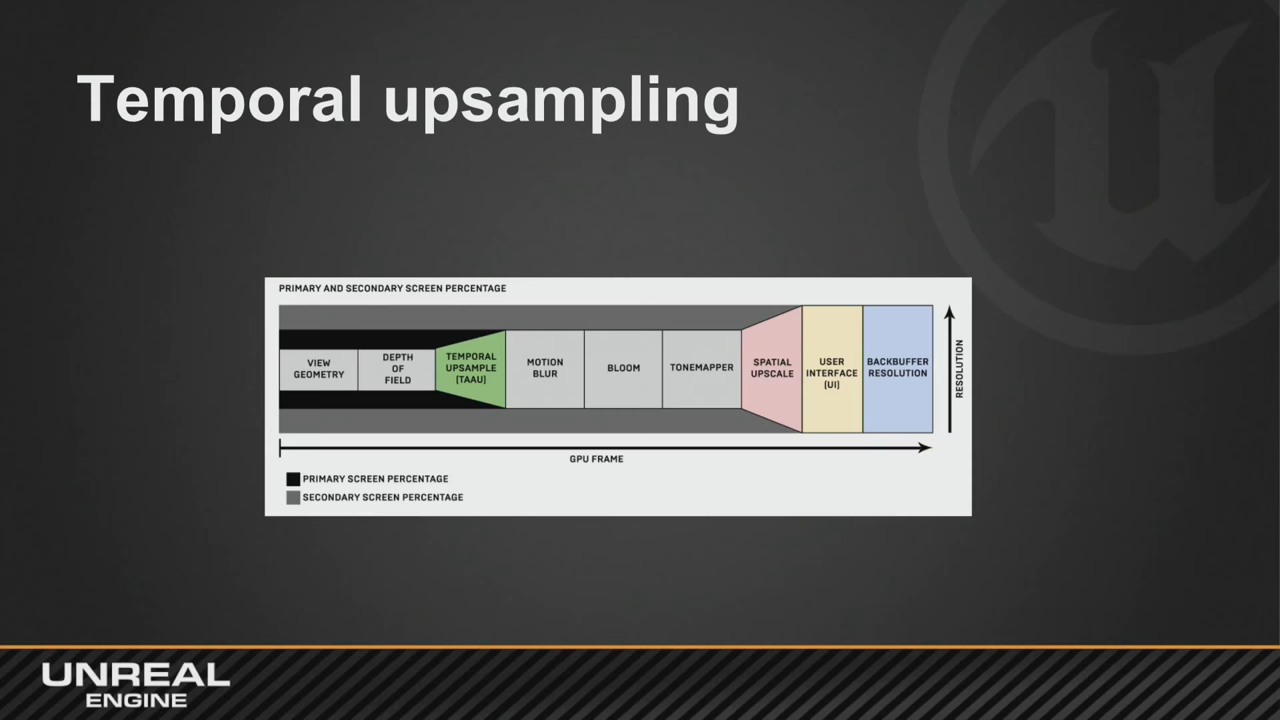 Temporal upsampling
PRIMARY AND SECONDARY SCREEN PERCENTAGE
VIEW
GEOMETRY
DEPTH
OF
FIELD
TEMPORAL
UPSAMPLE
(TAAU)
MOTION
BLUR
BLOOM
TONEMAPPER
SPATIAL
UPSCALE
USER
INTERFACE
(UI)
BACKBUFFER
RESOLUTION
RESOLUTION
GPU FRAME
PRIMARY SCREEN PERCENTAGE
SECONDARY SCREEN PERCENTAGE
UNREAL
ENGINE